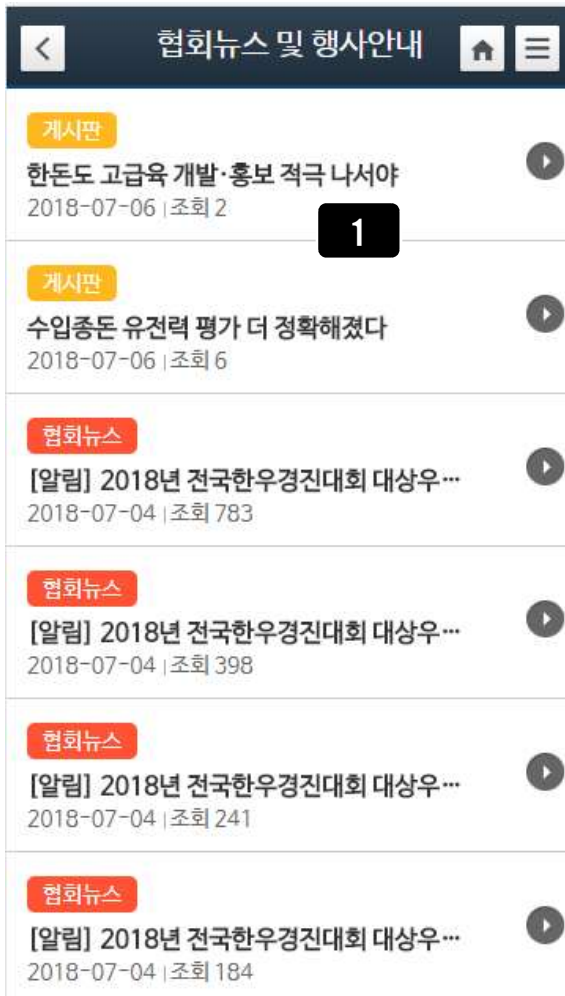 협회뉴스 및 행사안내
게시판
한돈도 고급육 개발·홍보 적극 나서야
2018-07-06 | 조회 2
1
게시판
수입종돈 유전력 평가 더 정확해졌다
2018-07-06 | 조회 6
협회뉴스
[알림] 2018년 전국한우경진대회 대상우…
2018-07-04 | 조회 783
협회뉴스
[알림] 2018년 전국한우경진대회 대상우…
2018-07-04 | 조회 398
협회뉴스
[알림] 2018년 전국한우경진대회 대상우…
2018-07-04 | 조회 241
협회뉴스
[알림] 2018년 전국한우경진대회 대상우…
2018-07-04 | 조회 184